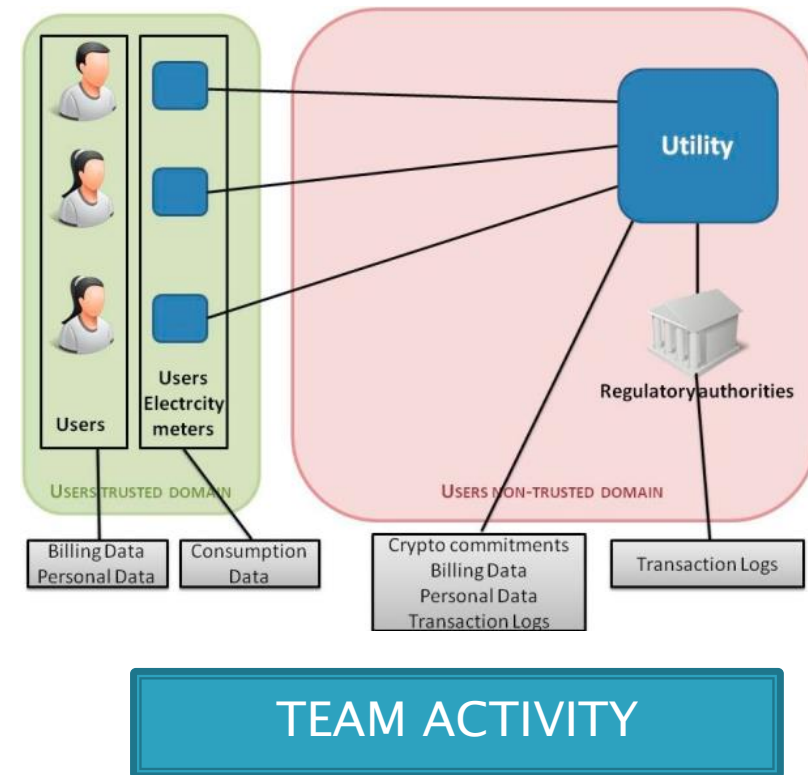 Utility
Users
Electrcity
meters
Users
Regulatory authorities
USERS TRUSTED DOMAIN
USERS NON-TRUSTED DOMAIN
Billing Data
Personal Data
Consumption
Data
Crypto commitments
Billing Data
Personal Data
Transaction Logs
Transaction Logs
TEAM ACTIVITY